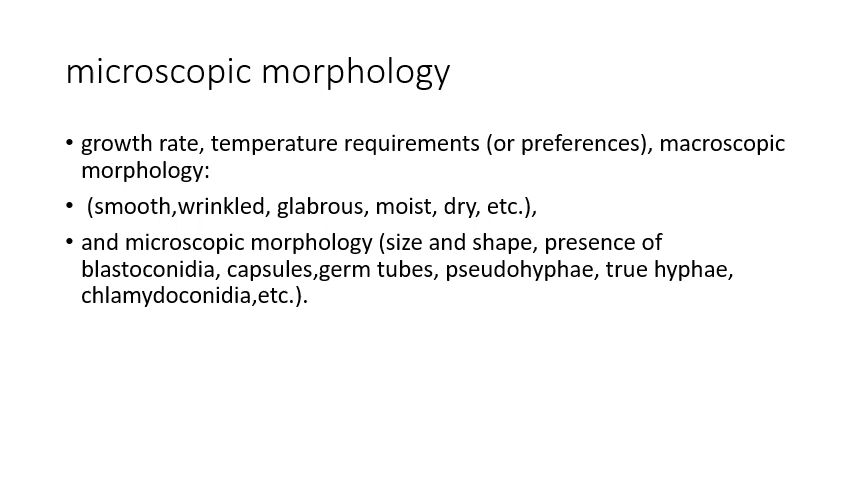 microscopic morphology
• growth rate, temperature requirements (or preferences), macroscopic
morphology:
• (smooth,wrinkled, glabrous, moist, dry, etc.),
• and microscopic morphology (size and shape, presence of
blastoconidia, capsules,germ tubes, pseudohyphae, true hyphae,
chlamydoconidia,etc.).